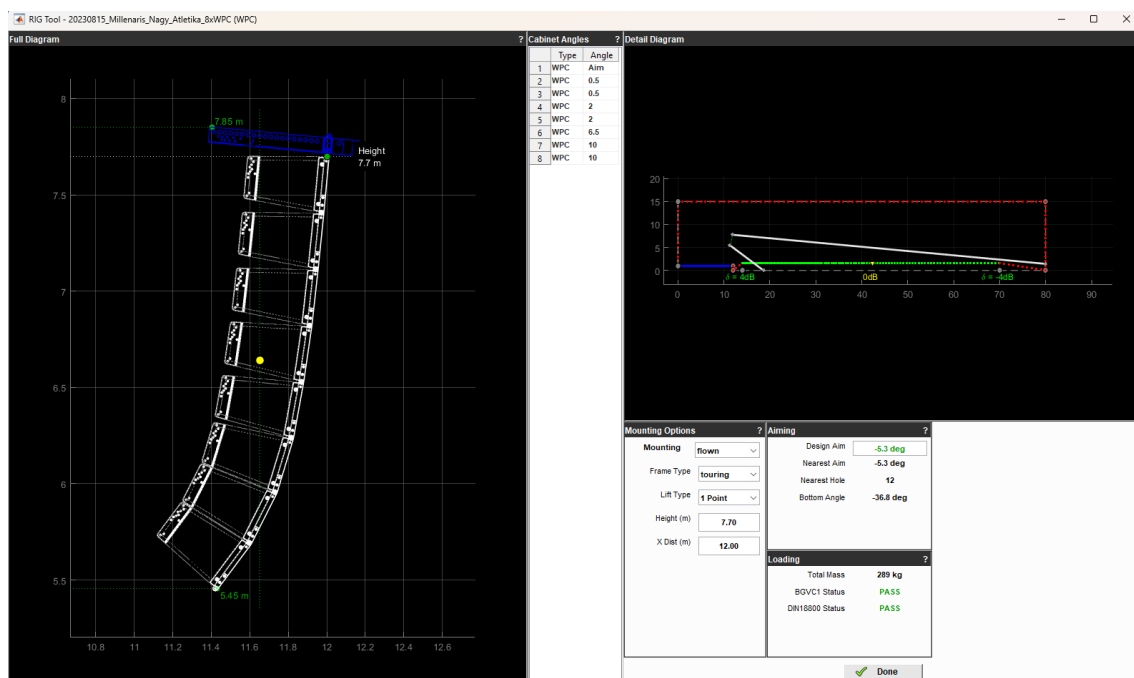 RIG Tool - 20230815_Millenaris_Nagy_Atletika_8xWPC (WPC)
Full Diagram ?
8
7.5
7
6.5
6
5.5
10.8 11 11.2 11.4 11.6 11.8 12 12.2 12.4 12.6
7.85 m
Height
7.7 m
5.45 m
Cabinet Angles ?
Type Angle
1 WPC Aim
2 WPC 0.5
3 WPC 0.5
4 WPC 2
5 WPC 2
6 WPC 6.5
7 WPC 10
8 WPC 10
Detail Diagram
20
15
10
5
0
δ = 4dB 0dB δ = -4dB
0 10 20 30 40 50 60 70 80 90
Mounting Options ?
Mounting flown
Frame Type touring
Lift Type 1 Point
Height (m) 7.70
X Dist (m) 12.00
Aiming ?
Design Aim -5.3 deg
Nearest Aim -5.3 deg
Nearest Hole 12
Bottom Angle -36.8 deg
Loading ?
Total Mass 289 kg
BGVC1 Status PASS
DIN18800 Status PASS
Done